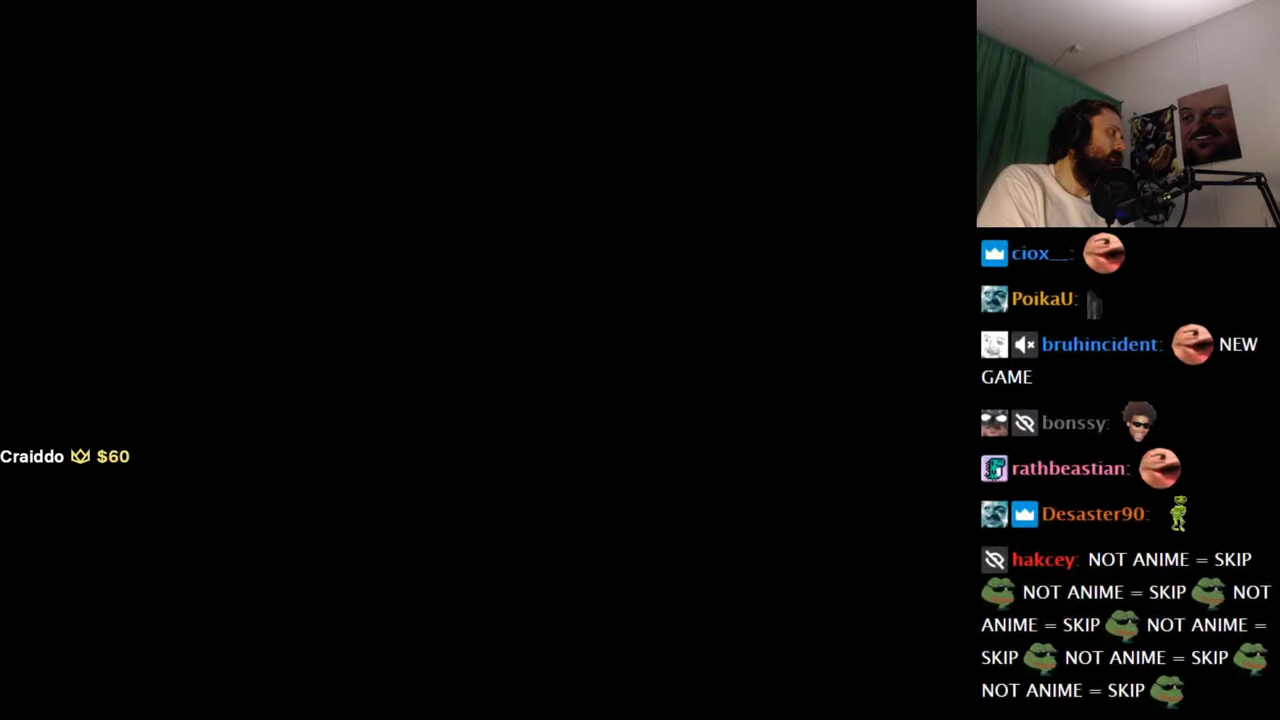 ciox__:
PoikaU:
bruhincident: NEW
GAME
bonssy:
Craiddo $60
rathbeastian:
Desaster90:
hakcey: NOT ANIME = SKIP
NOT ANIME = SKIP NOT
ANIME = SKIP NOT ANIME =
SKIP NOT ANIME = SKIP
NOT ANIME = SKIP